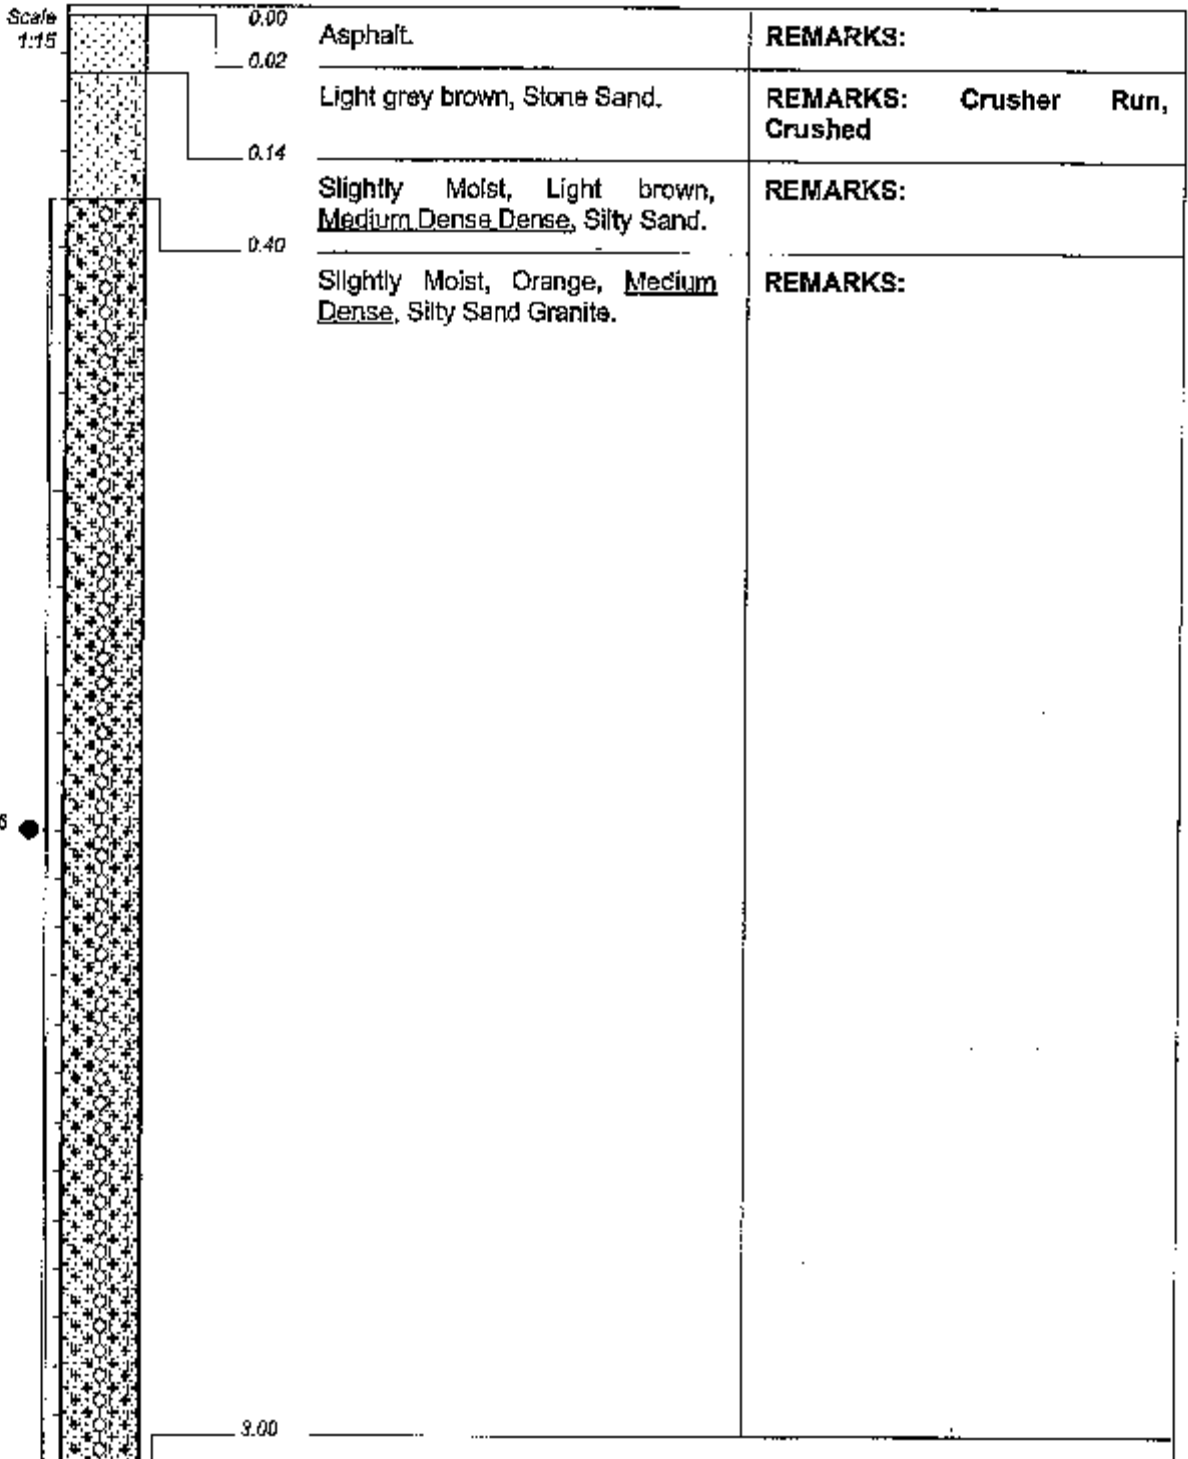 Scale
1:15
0.00
Asphalt.
REMARKS:
0.02
Light grey brown, Stone Sand.
REMARKS: Crusher Run,
Crushed
0.14
Slightly Moist, Light brown,
Medium Dense Dense, Silty Sand.
REMARKS:
0.40
Slightly Moist, Orange, Medium
Dense, Silty Sand Granite.
REMARKS:
6
3.00